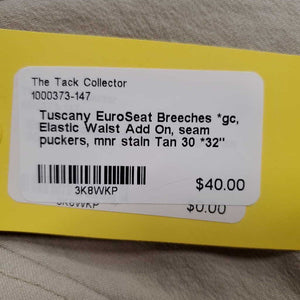 The Tack Collector
1000373-147
Tuscany EuroSeat Breeches *gc,
Elastic Waist Add On, seam
puckers, mnr stain Tan 30 *32"
3K8WKP
$40.00
3K8WKP
$0.00